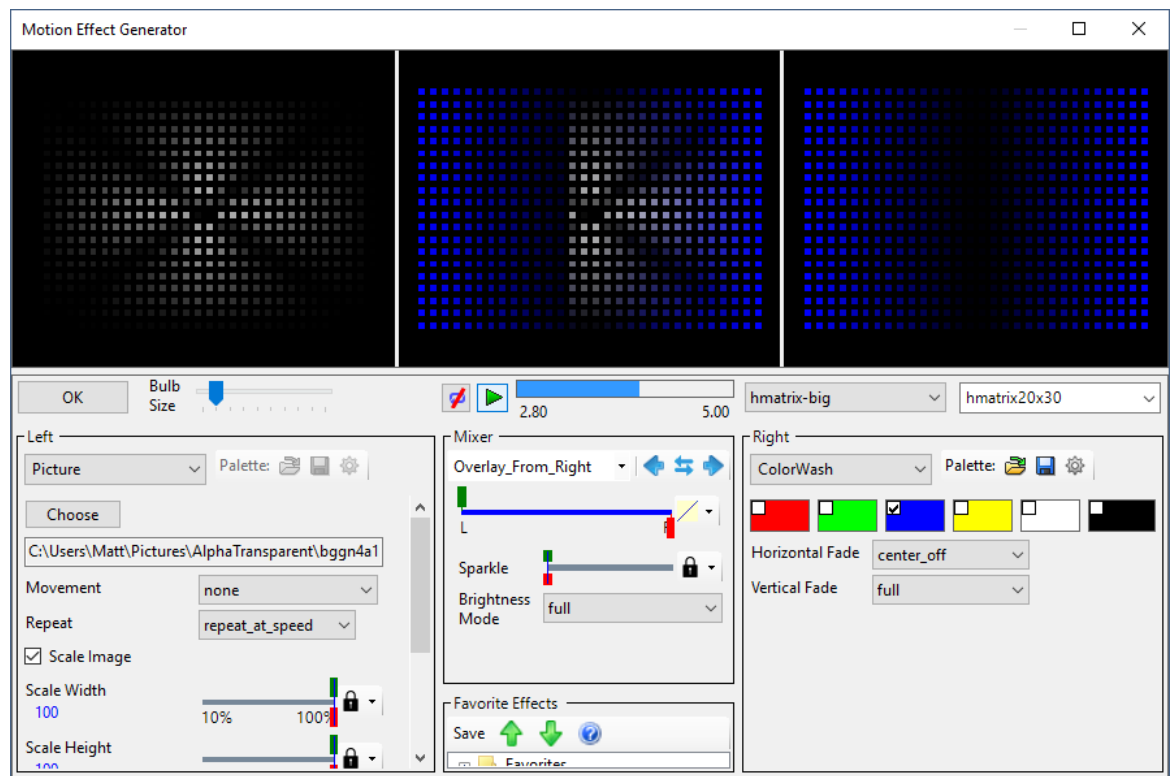 Motion Effect Generator
OK
Bulb
Size
2.80
5.00
hmatrix-big
hmatrix20x30
Left
Picture
Palette:
Choose
C:\Users\Matt\Pictures\AlphaTransparent\bggn4a1
Movement
none
Repeat
repeat_at_speed
Scale Image
Scale Width
100
10%
100%
Scale Height
100
Mixer
Overlay_From_Right
L
Sparkle
Brightness
Mode
full
Favorite Effects
Save
Favorites
Right
ColorWash
Palette:
Horizontal Fade
center_off
Vertical Fade
full